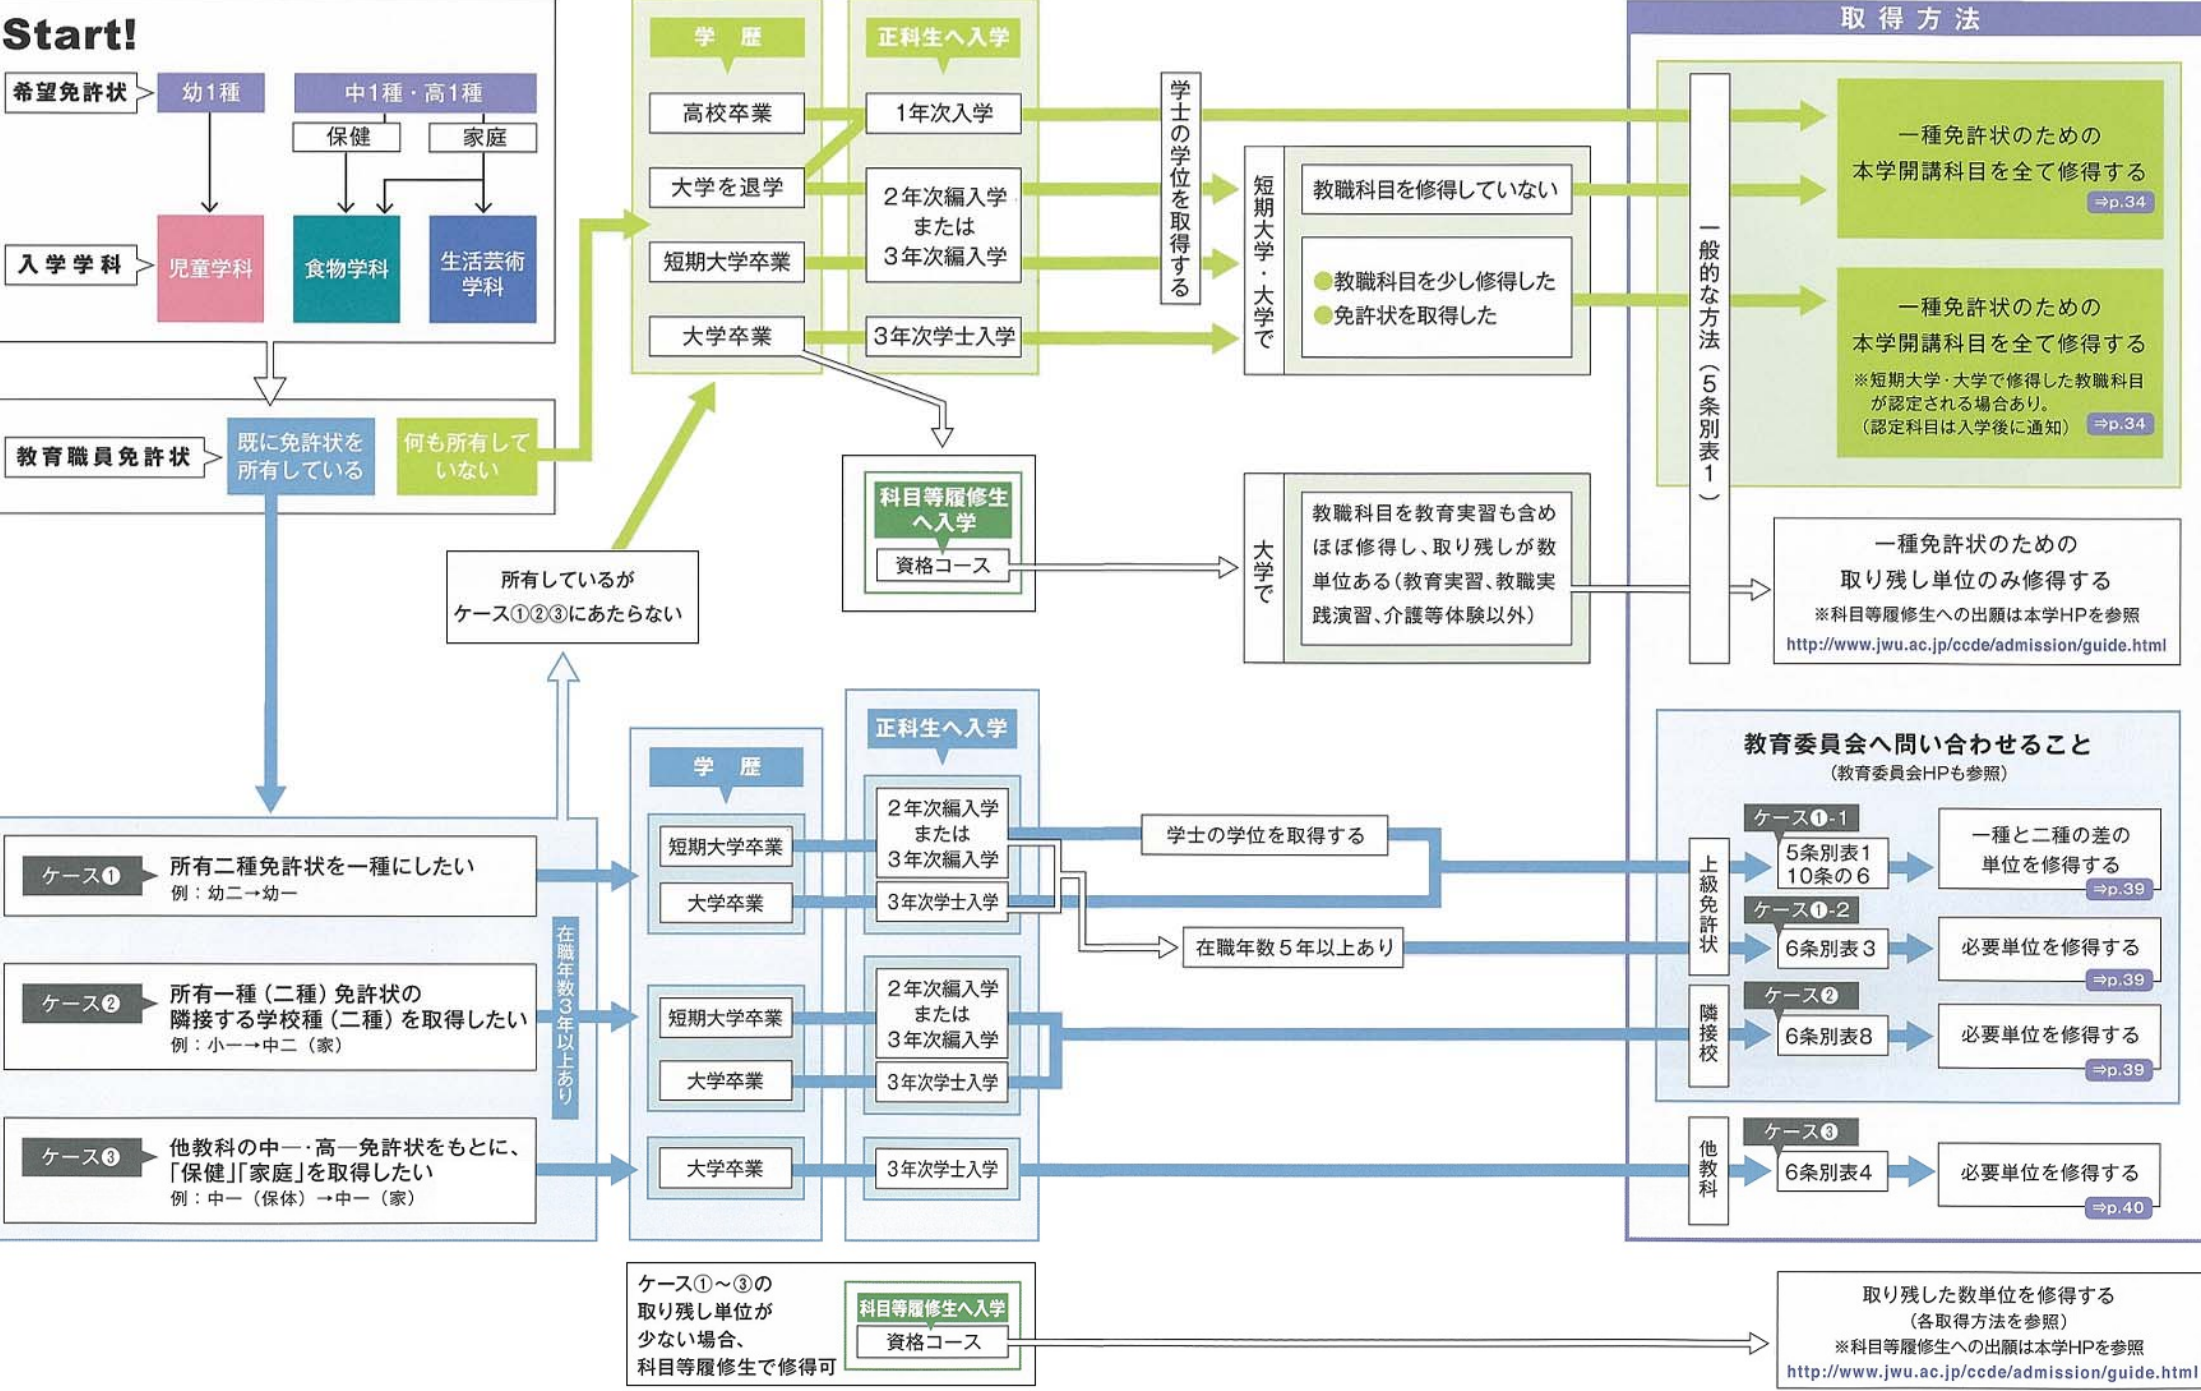 Start!
希望免許状
幼1種
中1種・高1種
保健
家庭
入学学科
児童学科
食物学科
生活芸術
学科
教育職員免許状
既に免許状を
所有している
何も所有して
いない
学歴
正科生へ入学
高校卒業
1年次入学
大学を退学
2年次編入学
または
3年次編入学
短期大学卒業
大学卒業
3年次学士入学
学士の学位を取得する
短期大学・大学で
教職科目を修得していない
●教職科目を少し修得した
●免許状を取得した
科目等履修生
へ入学
資格コース
大学で
教職科目を教育実習も含め
ほぼ修得し、取り残しが数
単位ある(教育実習、教職実
践演習、介護等体験以外)
所有しているが
ケース①②③にあたらない
取得方法
一般的な方法(5条別表1)
一種免許状のための
本学開講科目を全て修得する
⇒p.34
一種免許状のための
本学開講科目を全て修得する
※短期大学・大学で修得した教職科目
が認定される場合あり。
(認定科目は入学後に通知)
⇒p.34
一種免許状のための
取り残し単位のみ修得する
※科目等履修生への出願は本学HPを参照
http://www.jwu.ac.jp/ccde/admission/guide.html
ケース❶
所有二種免許状を一種にしたい
例:幼二→幼一
ケース❷
所有一種(二種)免許状の
隣接する学校種(二種)を取得したい
例:小一→中二(家)
ケース❸
他教科の中一・高一免許状をもとに、
「保健」「家庭」を取得したい
例:中一(保体)→中一(家)
在職年数3年以上あり
学歴
正科生へ入学
短期大学卒業
2年次編入学
または
3年次編入学
大学卒業
3年次学士入学
学士の学位を取得する
在職年数5年以上あり
短期大学卒業
2年次編入学
または
3年次編入学
大学卒業
3年次学士入学
大学卒業
3年次学士入学
教育委員会へ問い合わせること
(教育委員会HPも参照)
上級免許状
ケース❶-1
5条別表1
10条の6
一種と二種の差の
単位を修得する
⇒p.39
ケース❶-2
6条別表3
必要単位を修得する
⇒p.39
隣接校
ケース❷
6条別表8
必要単位を修得する
⇒p.39
他教科
ケース❸
6条別表4
必要単位を修得する
⇒p.40
ケース①~③の
取り残し単位が
少ない場合、
科目等履修生で修得可
科目等履修生へ入学
資格コース
取り残した数単位を修得する
(各取得方法を参照)
※科目等履修生への出願は本学HPを参照
http://www.jwu.ac.jp/ccde/admission/guide.html